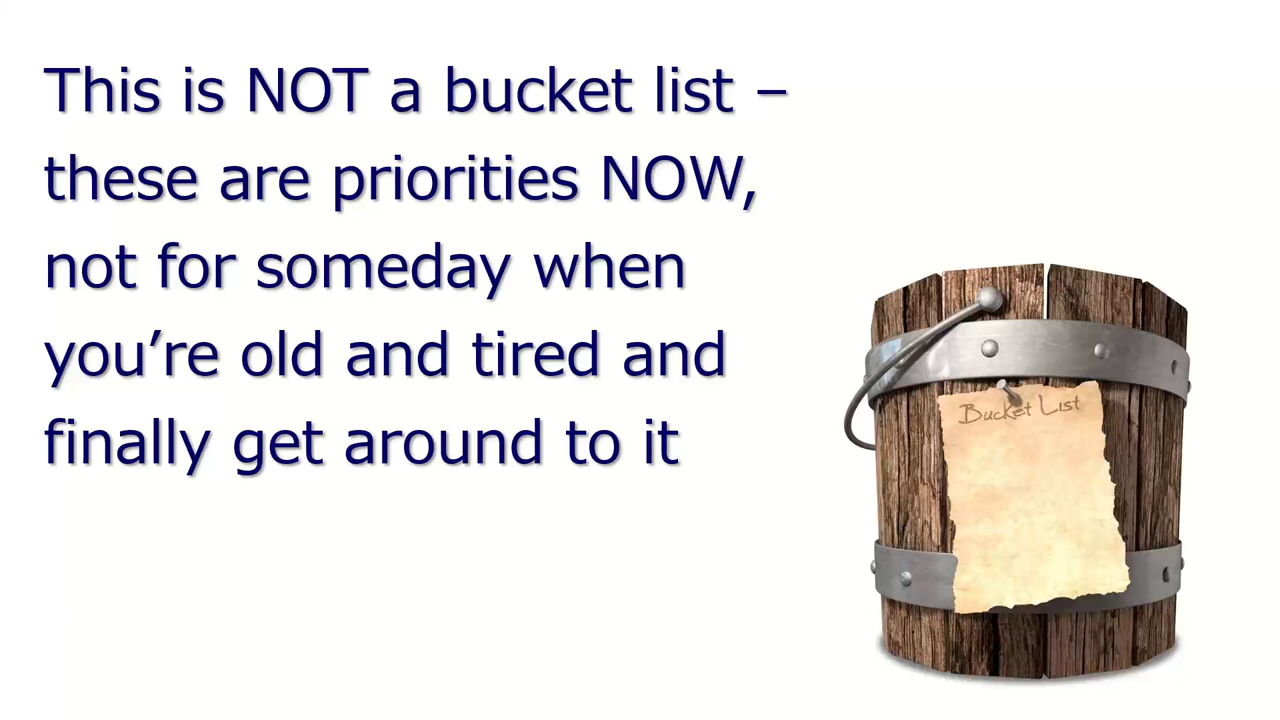 This is NOT a bucket list –
these are priorities NOW,
not for someday when
you’re old and tired and
finally get around to it
Bucket List